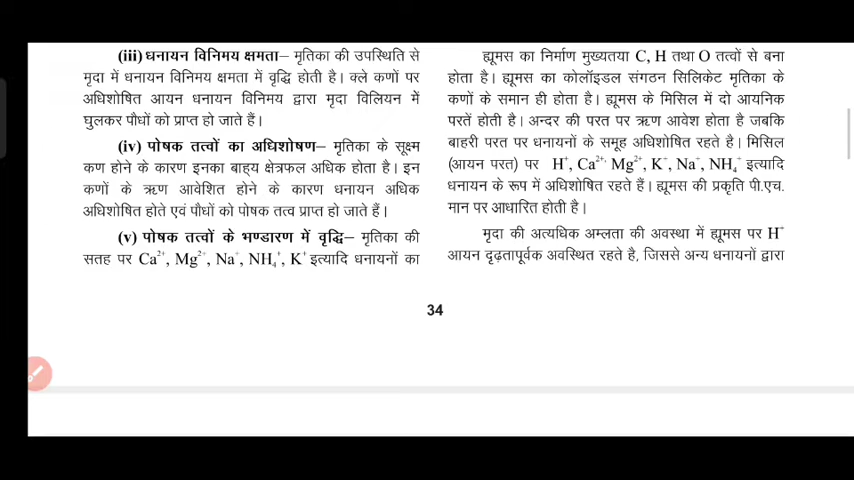 (iii) धनायन विनिमय क्षमता– मृतिका की उपस्थिति से
मृदा में धनायन विनिमय क्षमता में वृद्धि होती है। क्ले कणों पर
अधिशोषित आयन धनायन विनिमय द्वारा मृदा विलियन में
घुलकर पौधों को प्राप्त हो जाते हैं।
(iv) पोषक तत्वों का अधिशोषण– मृतिका के सूक्ष्म
कण होने के कारण इनका बाह्य क्षेत्रफल अधिक होता है। इन
कणों के ऋण आवेशित होने के कारण धनायन अधिक
अधिशोषित होते एवं पौधों को पोषक तत्व प्राप्त हो जाते हैं।
(v) पोषक तत्वों के भण्डारण में वृद्धि– मृतिका की
सतह पर Ca²⁺, Mg²⁺, Na⁺, NH₄⁺, K⁺ इत्यादि धनायनों का
ह्यूमस का निर्माण मुख्यतया C, H तथा O तत्वों से बना
होता है। ह्यूमस का कोलॉइडल संगठन सिलिकेट मृतिका के
कणों के समान ही होता है। ह्यूमस के मिसिल में दो आयनिक
परतें होती है। अन्दर की परत पर ऋण आवेश होता है जबकि
बाहरी परत पर धनायनों के समूह अधिशोषित रहते है। मिसिल
(आयन परत) पर H⁺, Ca²⁺, Mg²⁺, K⁺, Na⁺, NH₄⁺ इत्यादि
धनायन के रूप में अधिशोषित रहते हैं। ह्यूमस की प्रकृति पी.एच.
मान पर आधारित होती है।
मृदा की अत्यधिक अम्लता की अवस्था में ह्यूमस पर H⁺
आयन दृढ़तापूर्वक अवस्थित रहते है, जिससे अन्य धनायनों द्वारा
34